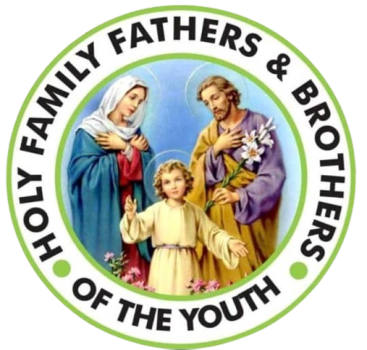 HOLY FAMILY FATHERS & BROTHERS
OF THE YOUTH